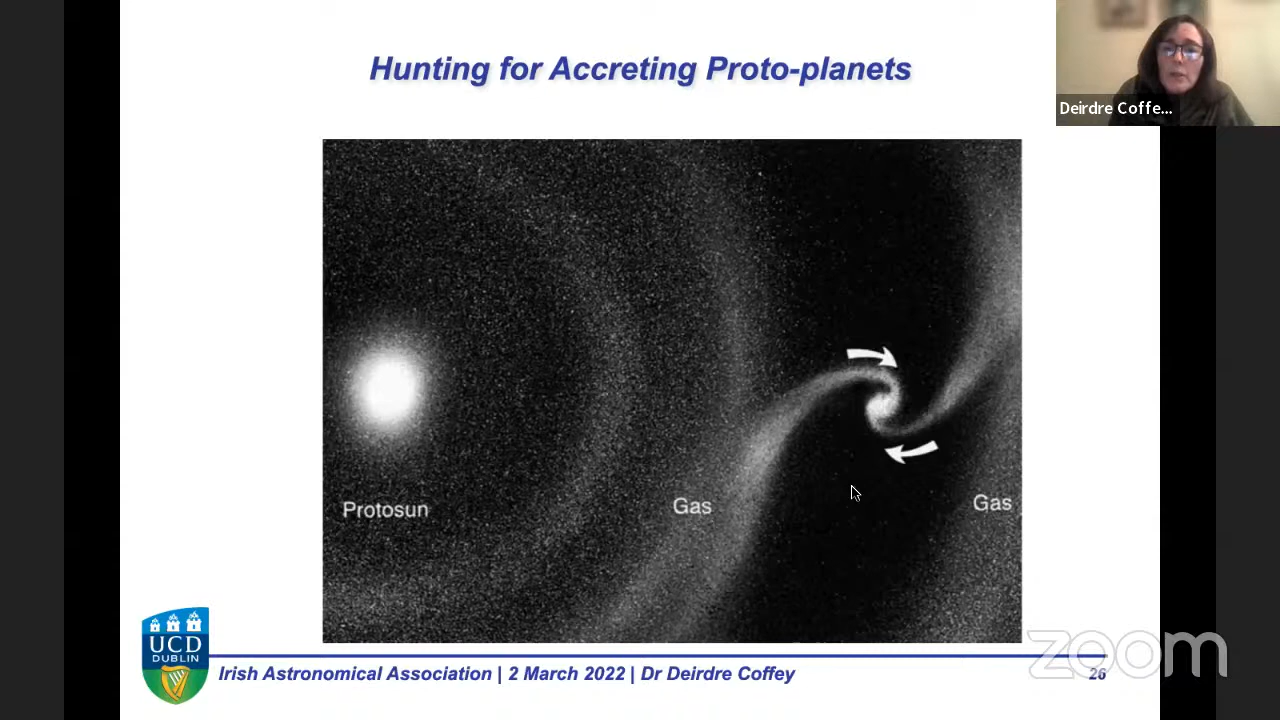 Hunting for Accreting Proto-planets
Deirdre Coffe...
Protosun
Gas
Gas
UCD
DUBLIN
Irish Astronomical Association | 2 March 2022 | Dr Deirdre Coffey
26
zoom